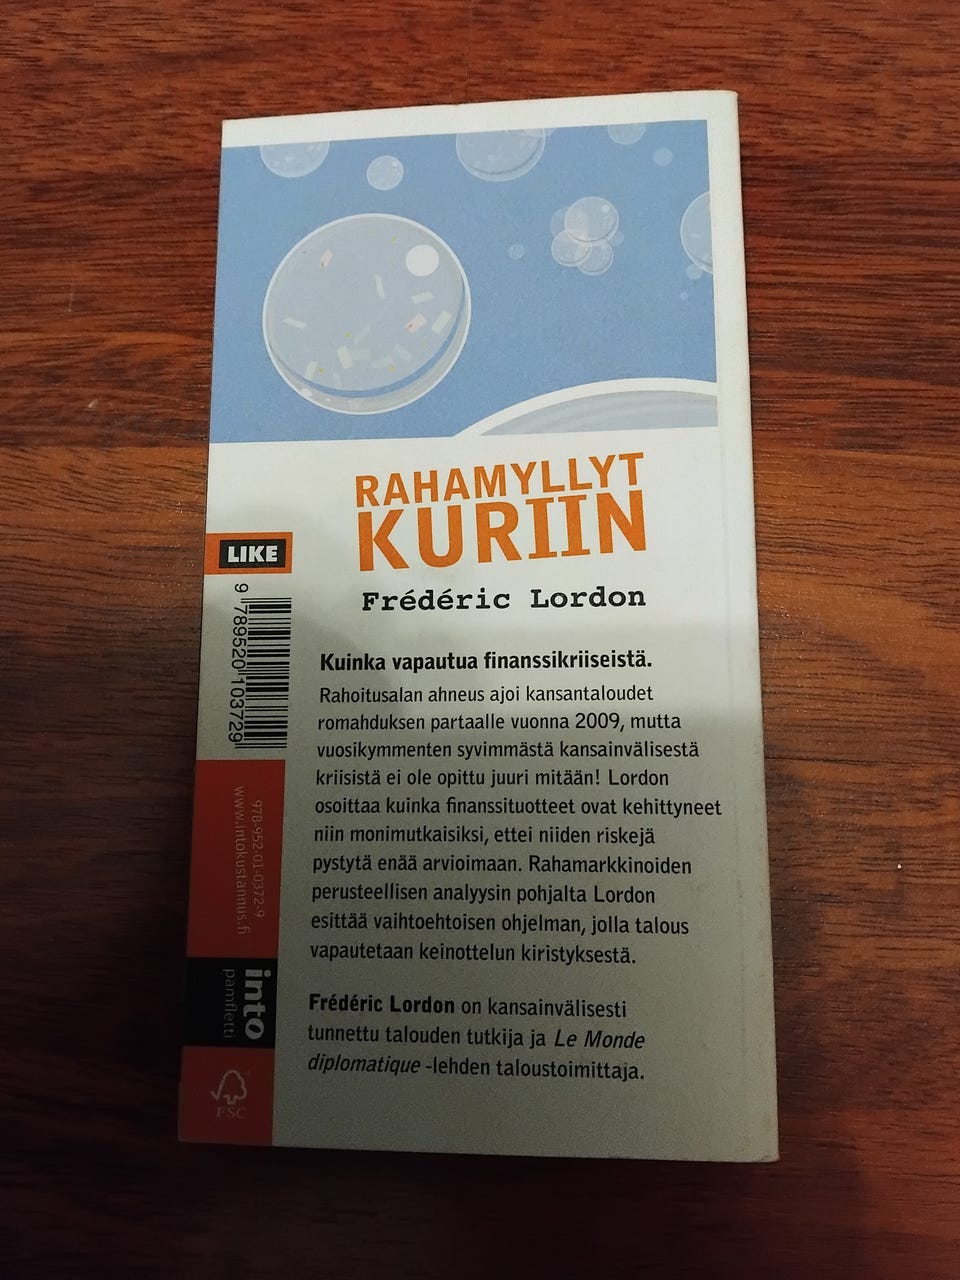 RAHAMYLLYT
KURIIN
Frédéric Lordon
Kuinka vapautua finanssikriiseistä.
Rahoitusalan ahneus ajoi kansantaloudet
romahduksen partaalle vuonna 2009, mutta
vuosikymmenten syvimmästä kansainvälisestä
kriisistä ei ole opittu juuri mitään! Lordon
osoittaa kuinka finanssituotteet ovat kehittyneet
niin monimutkaisiksi, ettei niiden riskejä
pystytä enää arvioimaan. Rahamarkkinoiden
perusteellisen analyysin pohjalta Lordon
esittää vaihtoehtoisen ohjelman, jolla talous
vapautetaan keinottelun kiristyksestä.
Frédéric Lordon on kansainvälisesti
tunnettu talouden tutkija ja Le Monde
diplomatique -lehden taloustoimittaja.
LIKE
9 789520 103729
978-952-01-0372-9
www.intokustannus.fi
into
pamfletti
FSC